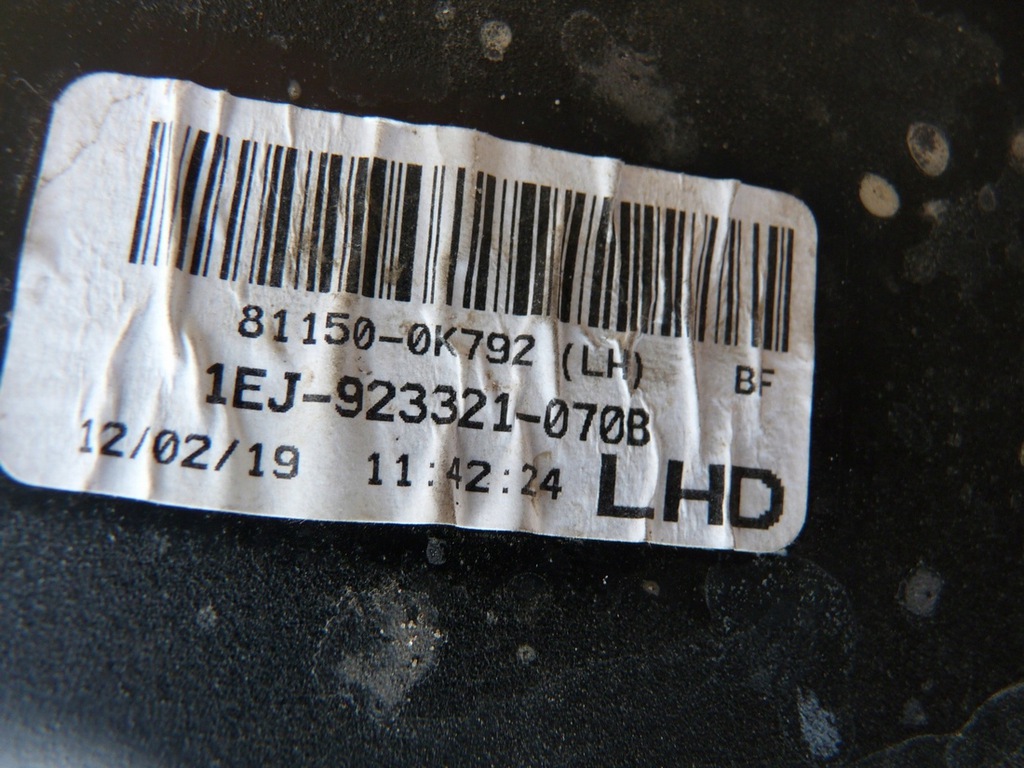 81150-0K792 (LH) BF
1EJ-923321-070B
12/02/19 11:42:24 LHD